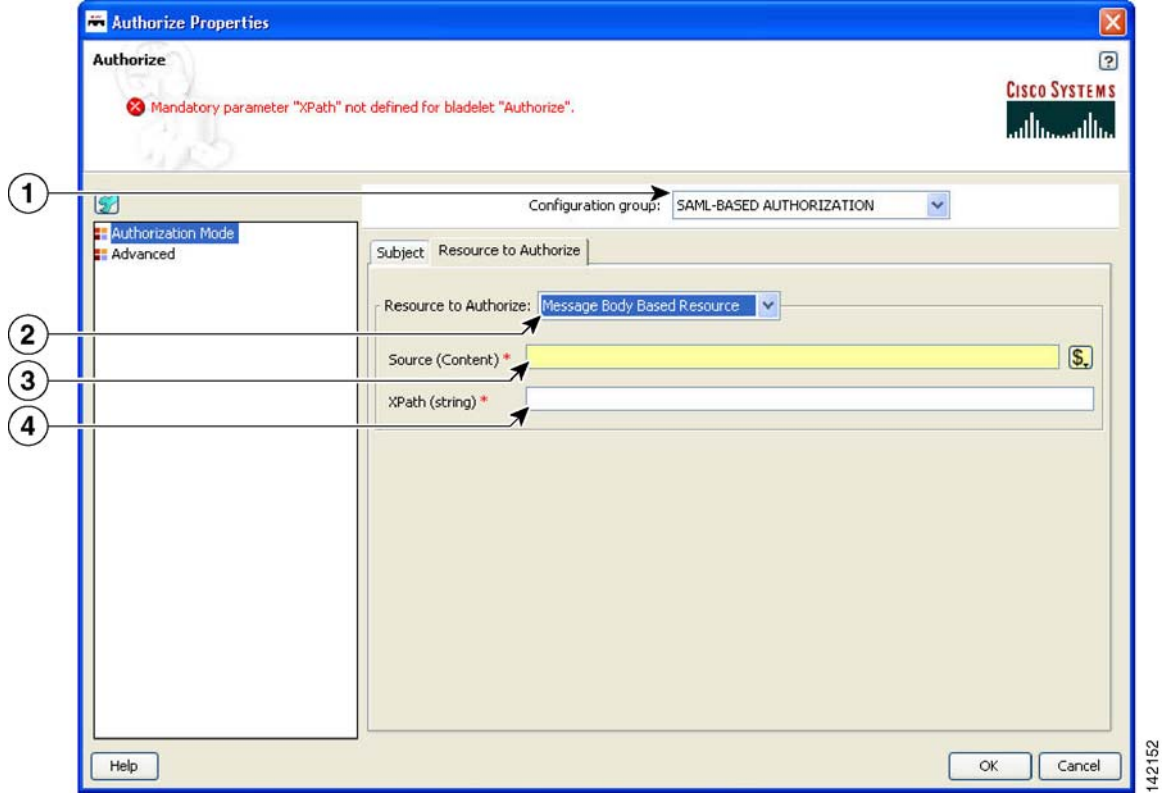 Authorize Properties
Authorize
?
Mandatory parameter "XPath" not defined for bladelet "Authorize".
CISCO SYSTEMS
1
Configuration group: SAML-BASED AUTHORIZATION
Authorization Mode
Advanced
Subject Resource to Authorize
2
Resource to Authorize: Message Body Based Resource
3
Source (Content) * $
4
XPath (string) *
Help OK Cancel
142152